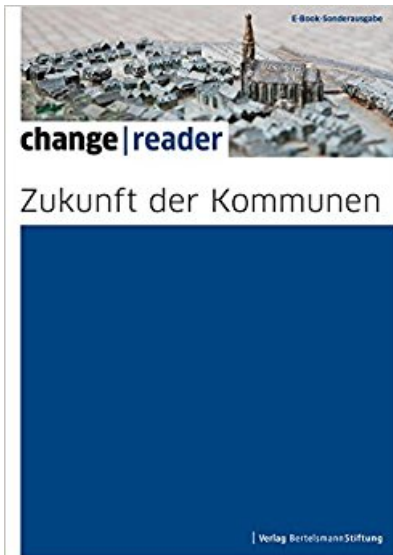 E-Book-Sonderausgabe
change|reader
Zukunft der Kommunen
| Verlag BertelsmannStiftung